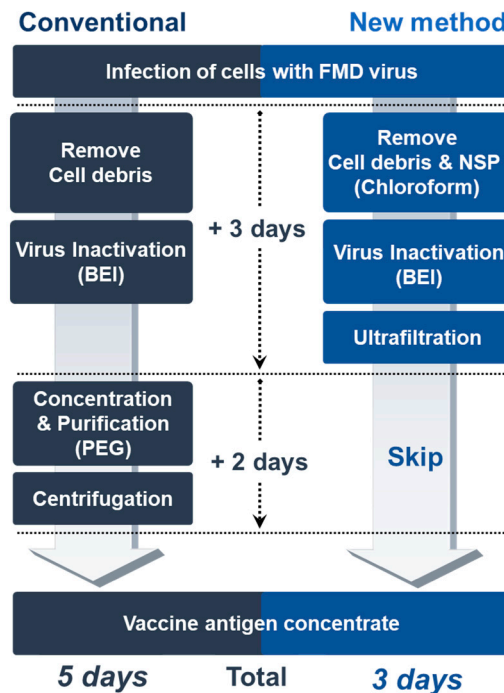 Conventional
New method
Infection of cells with FMD virus
Remove
Cell debris
Remove
Cell debris & NSP
(Chloroform)
+ 3 days
Virus Inactivation
(BEI)
Virus Inactivation
(BEI)
Ultrafiltration
Concentration
& Purification
(PEG)
+ 2 days
Skip
Centrifugation
Vaccine antigen concentrate
5 days Total 3 days